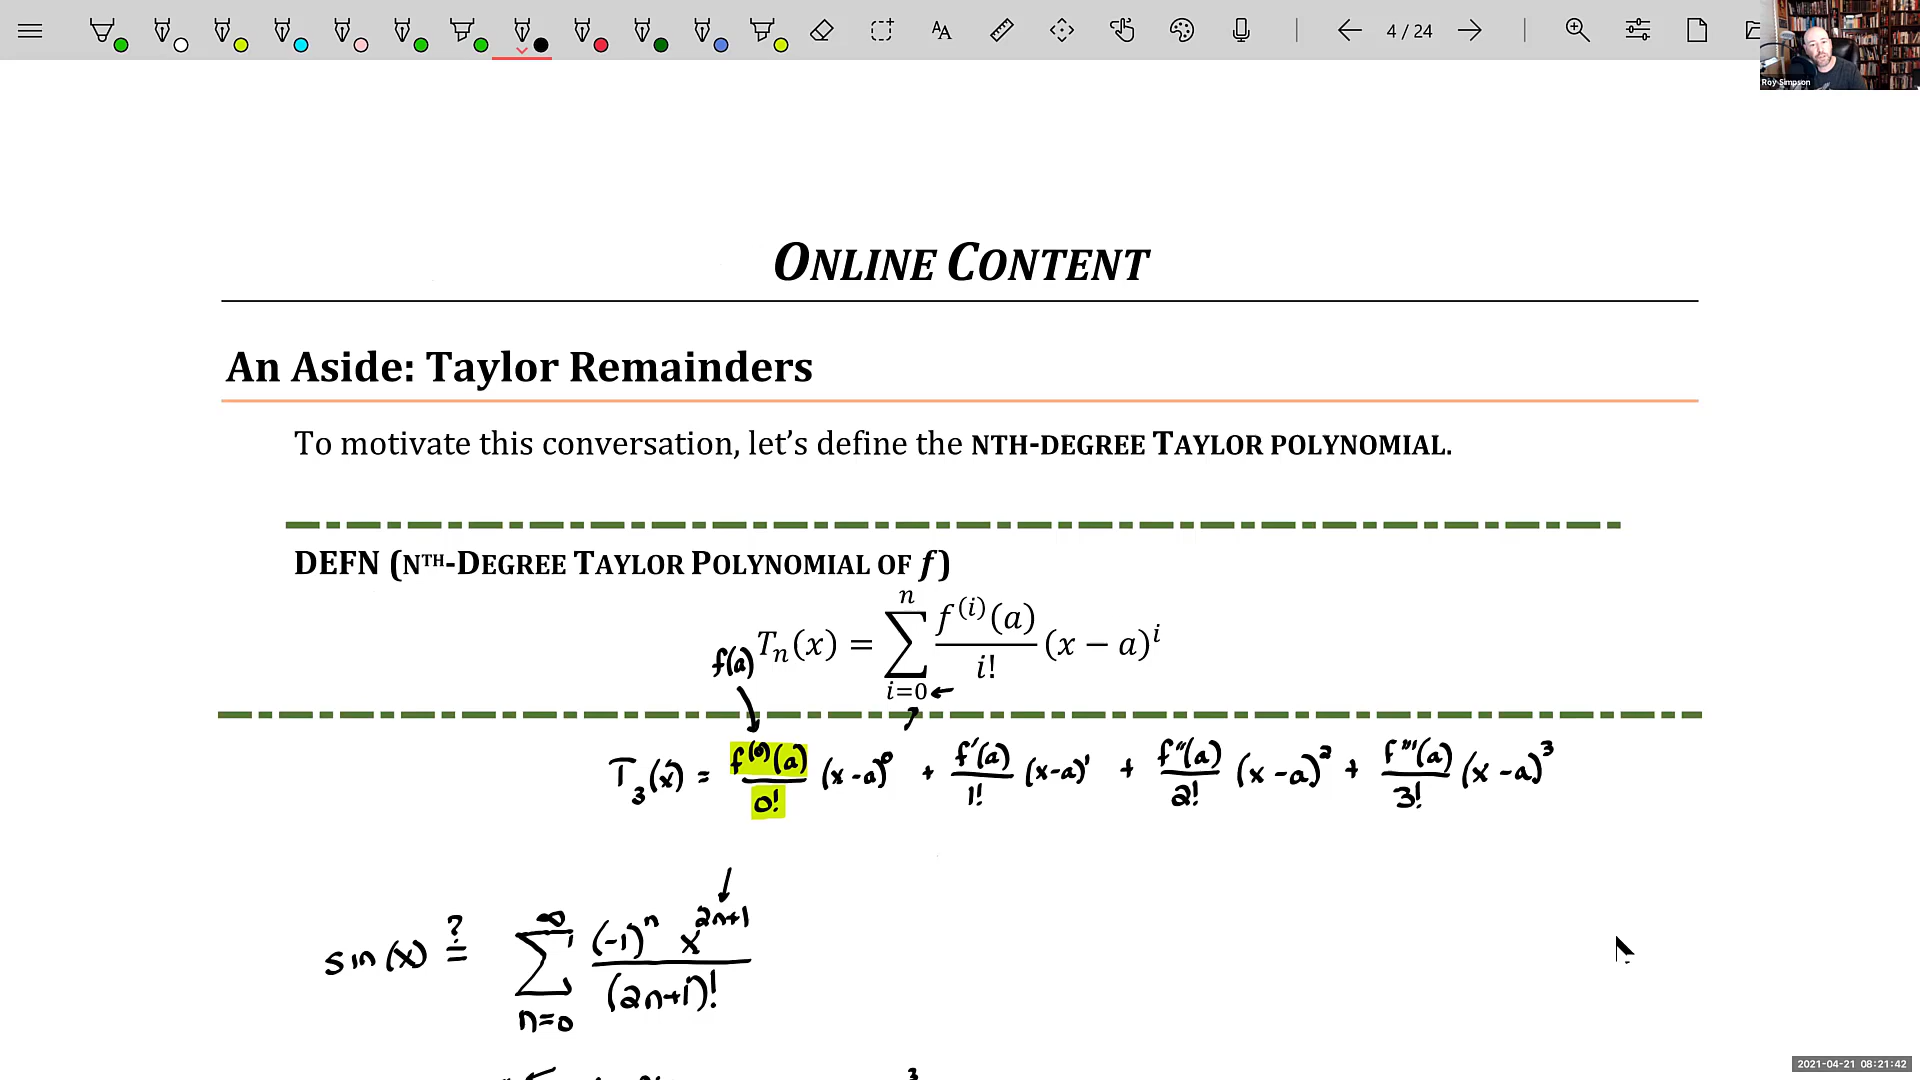 4 / 24
Roy Simpson
ONLINE CONTENT
An Aside: Taylor Remainders
To motivate this conversation, let's define the NTH-DEGREE TAYLOR POLYNOMIAL.
DEFN (NTH-DEGREE TAYLOR POLYNOMIAL OF f)
f(a) Tₙ(x) = ∑ⁿᵢ₌₀ f⁽ⁱ⁾(a)/i! (x − a)ⁱ
T₃(x) = f⁽⁰⁾(a)/0! (x-a)⁰ + f'(a)/1! (x-a)¹ + f''(a)/2! (x-a)² + f'''(a)/3! (x-a)³
sin(x) ≟ ∑^∞ₙ₌₀ (-1)ⁿ x²ⁿ⁺¹/(2n+1)!
2021-04-21 08:21:42